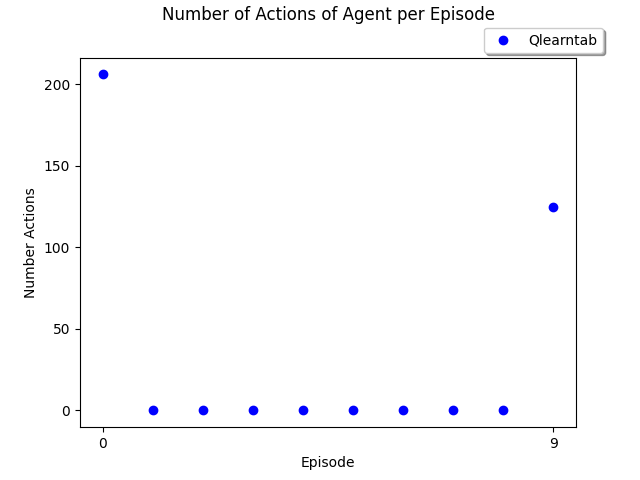 Number of Actions of Agent per Episode
Qlearntab
200
150
100
50
0
Number Actions
0
9
Episode